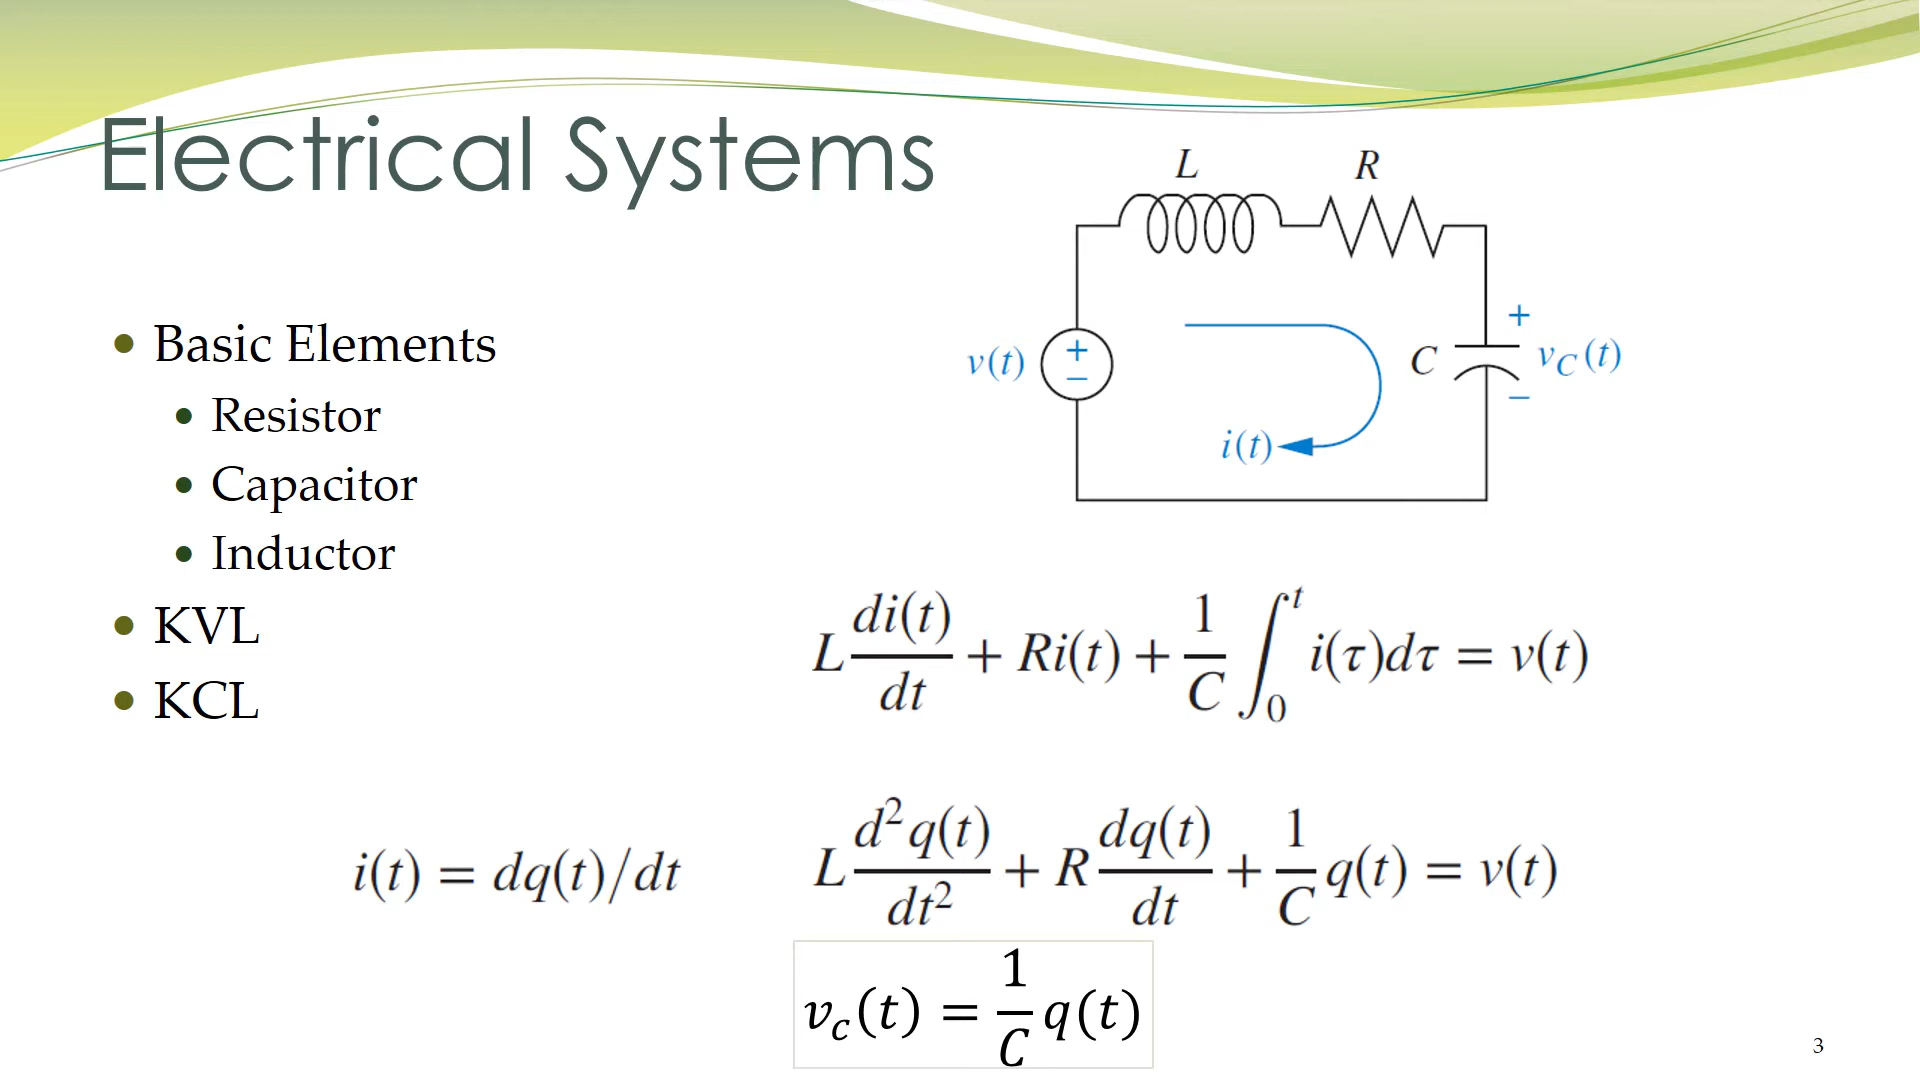 Electrical Systems
L R
v(t) + − C + v_C(t) −
i(t)
• Basic Elements
• Resistor
• Capacitor
• Inductor
• KVL
• KCL
L di(t)/dt + Ri(t) + 1/C ∫₀ᵗ i(τ)dτ = v(t)
i(t) = dq(t)/dt
L d²q(t)/dt² + R dq(t)/dt + 1/C q(t) = v(t)
v_c(t) = 1/C q(t)
3